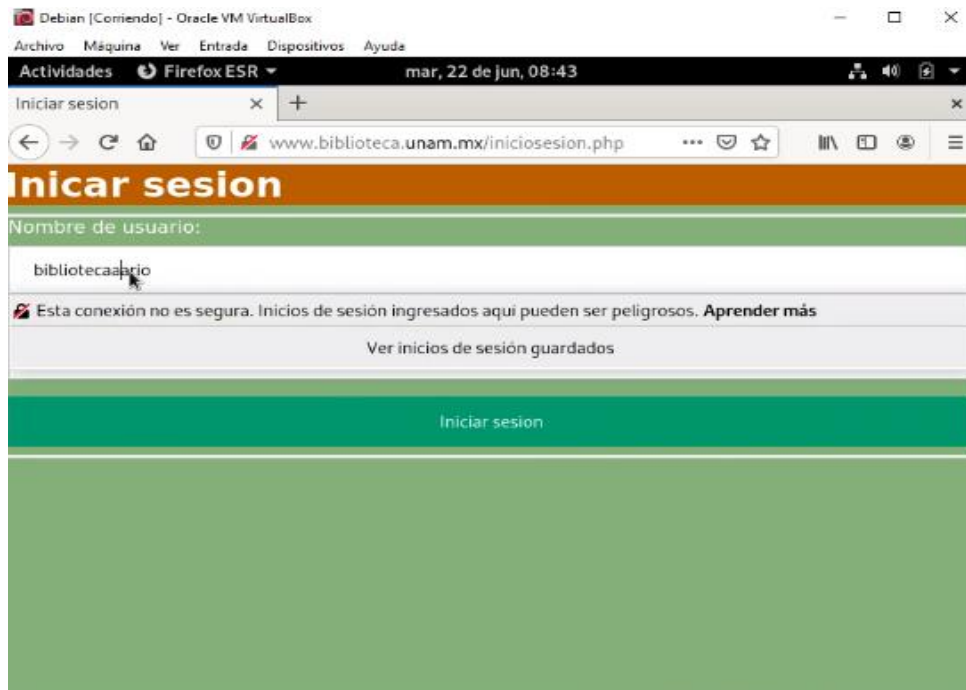 Debian [Corriendo] - Oracle VM VirtualBox
Archivo Máquina Ver Entrada Dispositivos Ayuda
Actividades Firefox ESR mar, 22 de jun, 08:43
Iniciar sesion
www.biblioteca.unam.mx/iniciosesion.php
Inicar sesion
Nombre de usuario:
bibliotecaaario
Esta conexión no es segura. Inicios de sesión ingresados aquí pueden ser peligrosos. Aprender más
Ver inicios de sesión guardados
Iniciar sesion